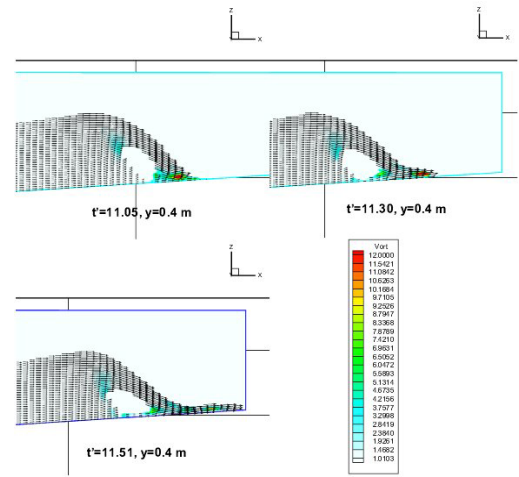 z
x
z
x
t'=11.05, y=0.4 m
t'=11.30, y=0.4 m
z
x
t'=11.51, y=0.4 m
Vort
12.0000
11.5421
11.0842
10.6263
10.1684
9.7105
9.2526
8.7947
8.3368
7.8789
7.4210
6.9631
6.5052
6.0472
5.5893
5.1314
4.6735
4.2156
3.7577
3.2998
2.8419
2.3840
1.9261
1.4682
1.0103